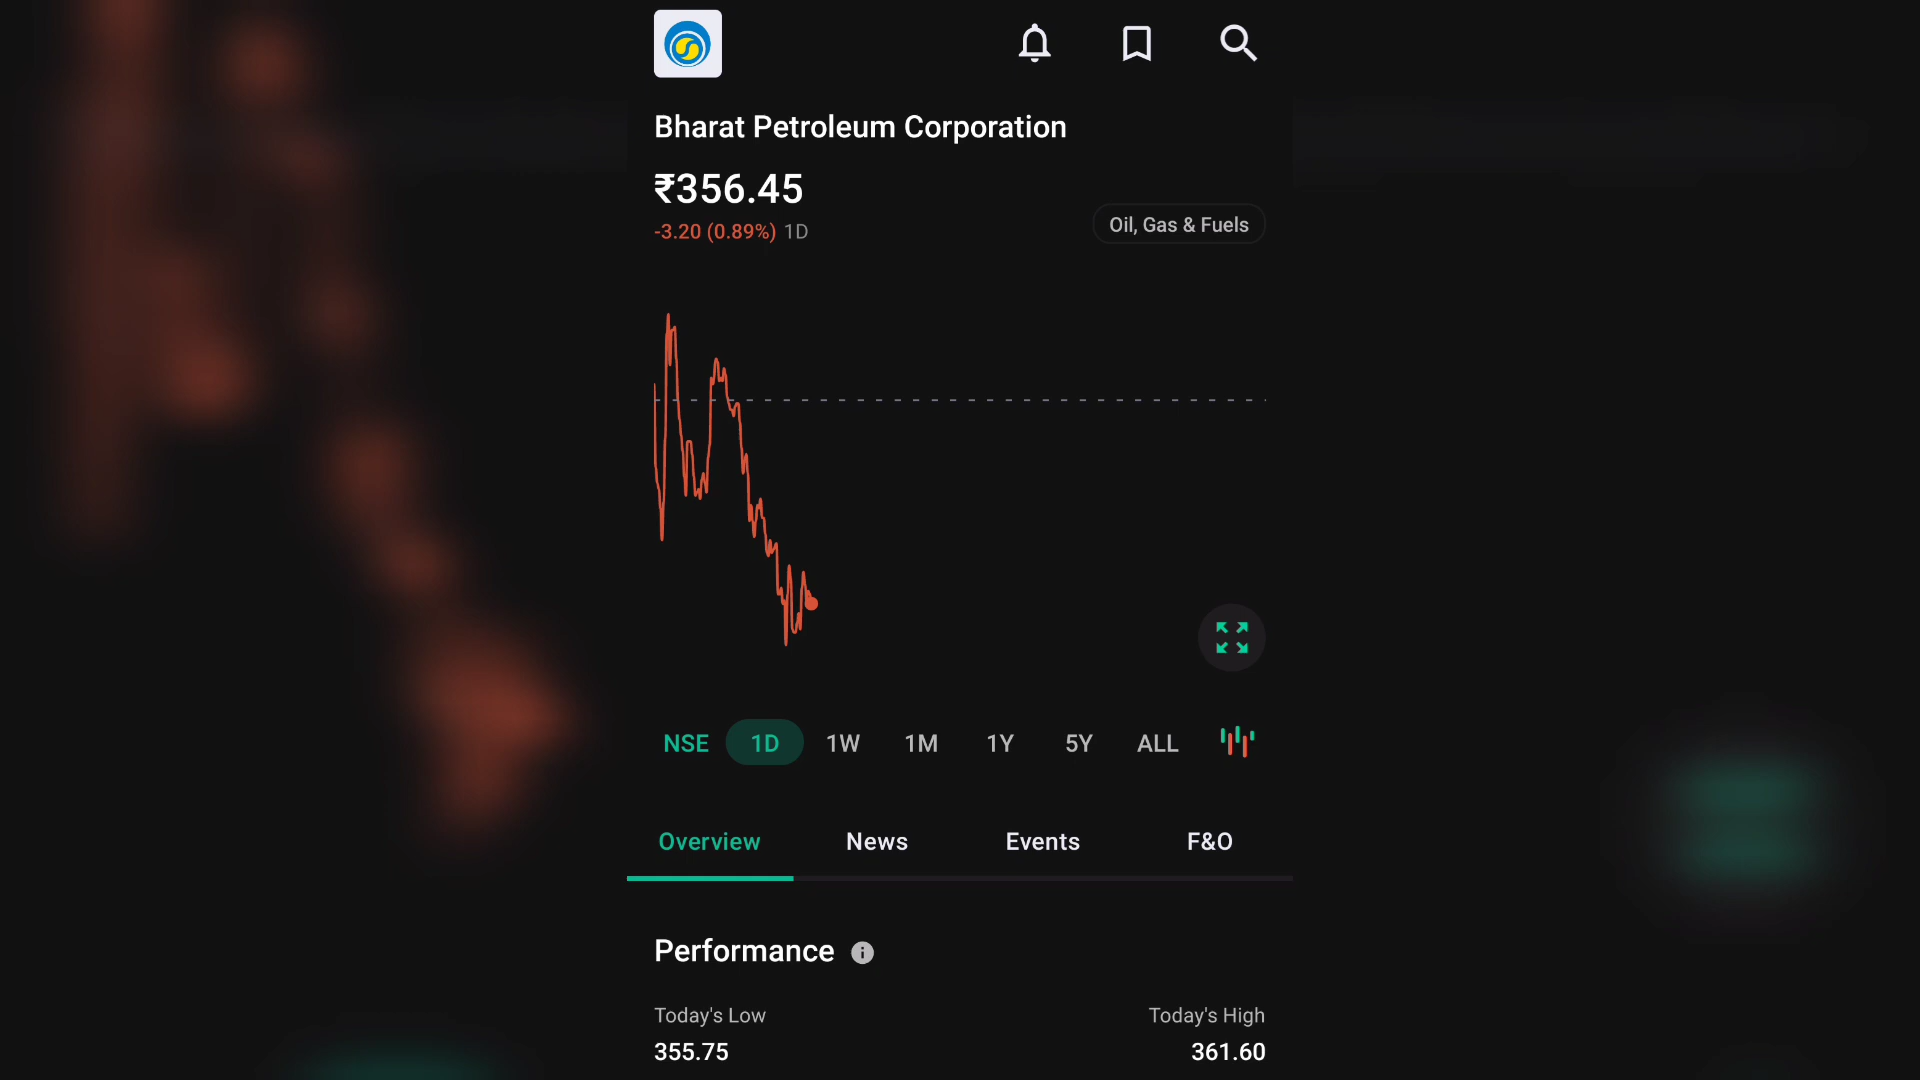 Bharat Petroleum Corporation
₹356.45
-3.20 (0.89%) 1D
Oil, Gas & Fuels
NSE 1D 1W 1M 1Y 5Y ALL
Overview News Events F&O
Performance
Today's Low Today's High
355.75 361.60